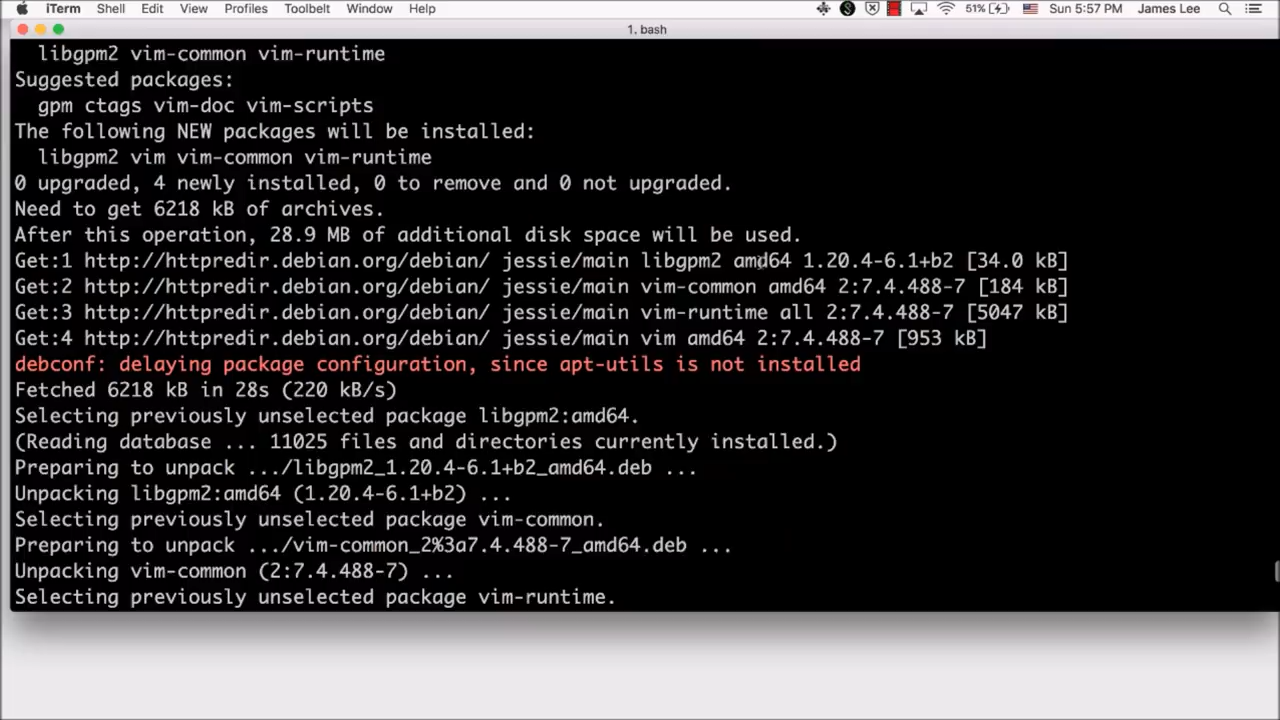 iTerm Shell Edit View Profiles Toolbelt Window Help 51% Sun 5:57 PM James Lee
1. bash
libgpm2 vim-common vim-runtime
Suggested packages:
gpm ctags vim-doc vim-scripts
The following NEW packages will be installed:
libgpm2 vim vim-common vim-runtime
0 upgraded, 4 newly installed, 0 to remove and 0 not upgraded.
Need to get 6218 kB of archives.
After this operation, 28.9 MB of additional disk space will be used.
Get:1 http://httpredir.debian.org/debian/ jessie/main libgpm2 amd64 1.20.4-6.1+b2 [34.0 kB]
Get:2 http://httpredir.debian.org/debian/ jessie/main vim-common amd64 2:7.4.488-7 [184 kB]
Get:3 http://httpredir.debian.org/debian/ jessie/main vim-runtime all 2:7.4.488-7 [5047 kB]
Get:4 http://httpredir.debian.org/debian/ jessie/main vim amd64 2:7.4.488-7 [953 kB]
debconf: delaying package configuration, since apt-utils is not installed
Fetched 6218 kB in 28s (220 kB/s)
Selecting previously unselected package libgpm2:amd64.
(Reading database ... 11025 files and directories currently installed.)
Preparing to unpack .../libgpm2_1.20.4-6.1+b2_amd64.deb ...
Unpacking libgpm2:amd64 (1.20.4-6.1+b2) ...
Selecting previously unselected package vim-common.
Preparing to unpack .../vim-common_2%3a7.4.488-7_amd64.deb ...
Unpacking vim-common (2:7.4.488-7) ...
Selecting previously unselected package vim-runtime.